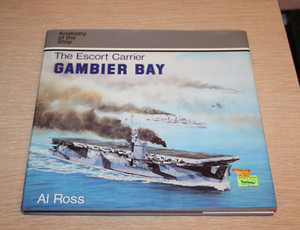 Anatomy
of the
Ship
The Escort Carrier
GAMBIER BAY
Al Ross